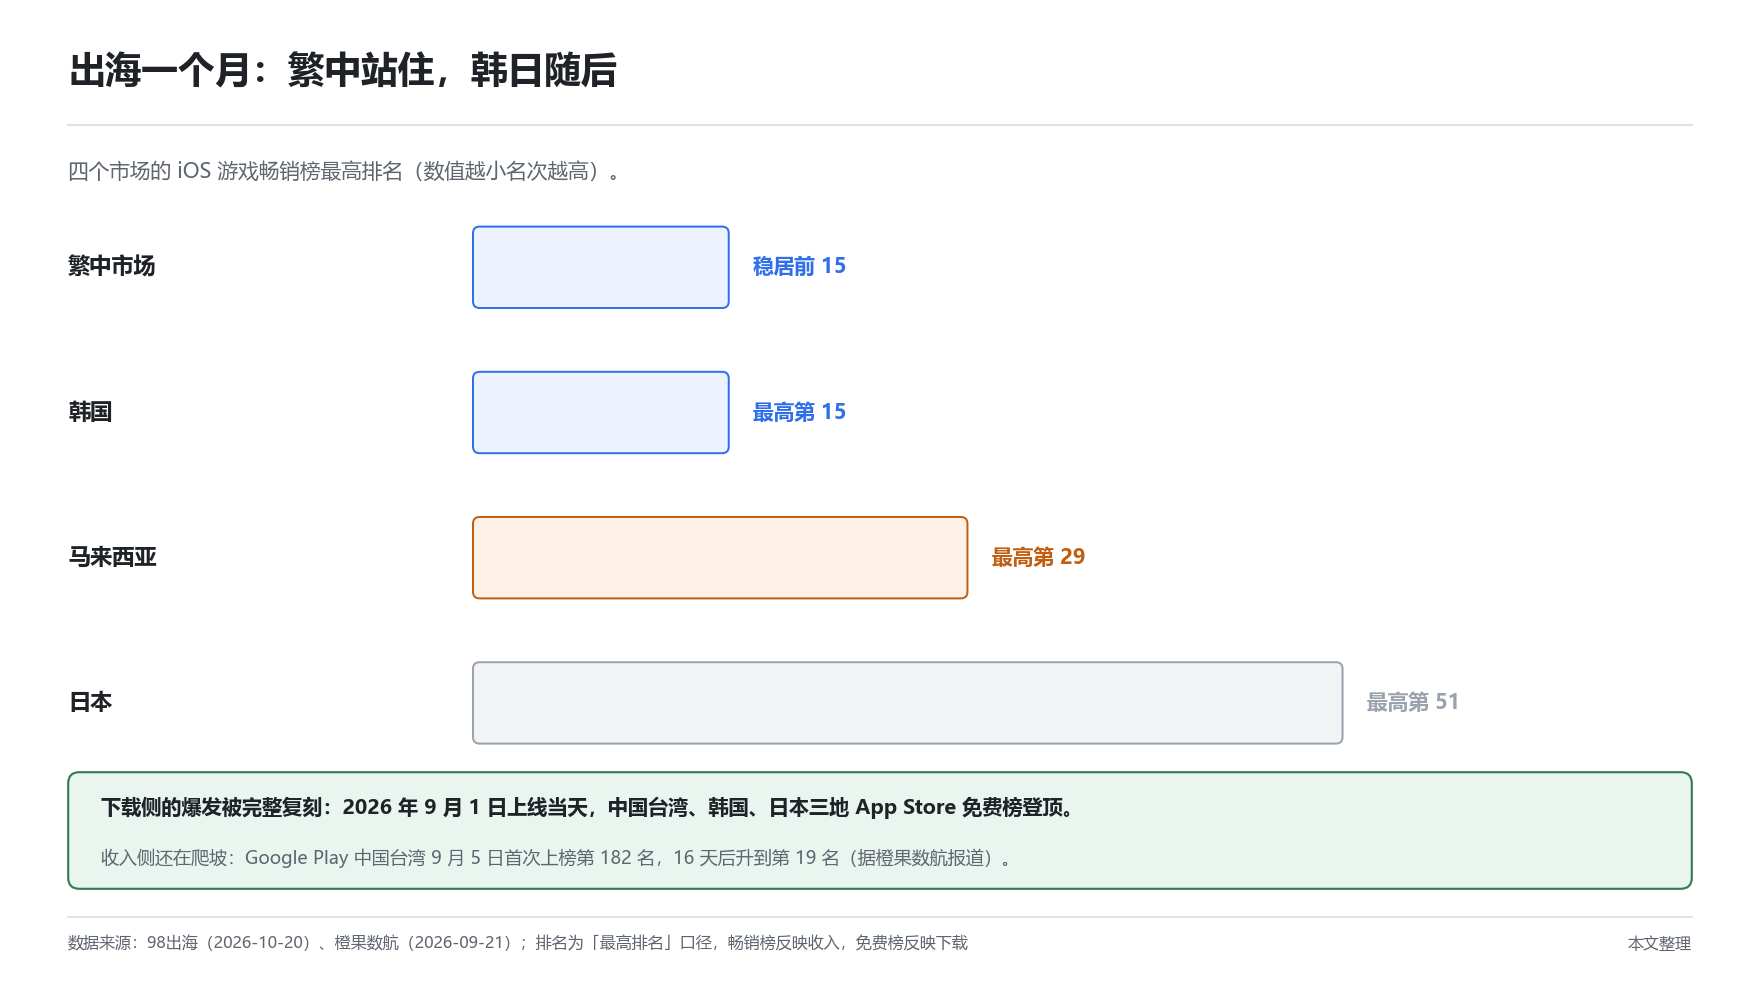 出海一个月：繁中站住，韩日随后
四个市场的 iOS 游戏畅销榜最高排名（数值越小名次越高）。
繁中市场
稳居前 15
韩国
最高第 15
马来西亚
最高第 29
日本
最高第 51
下载侧的爆发被完整复刻：2026 年 9 月 1 日上线当天，中国台湾、韩国、日本三地 App Store 免费榜登顶。
收入侧还在爬坡：Google Play 中国台湾 9 月 5 日首次上榜第 182 名，16 天后升到第 19 名（据橙果数航报道）。
数据来源：98出海（2026-10-20）、橙果数航（2026-09-21）；排名为「最高排名」口径，畅销榜反映收入，免费榜反映下载
本文整理